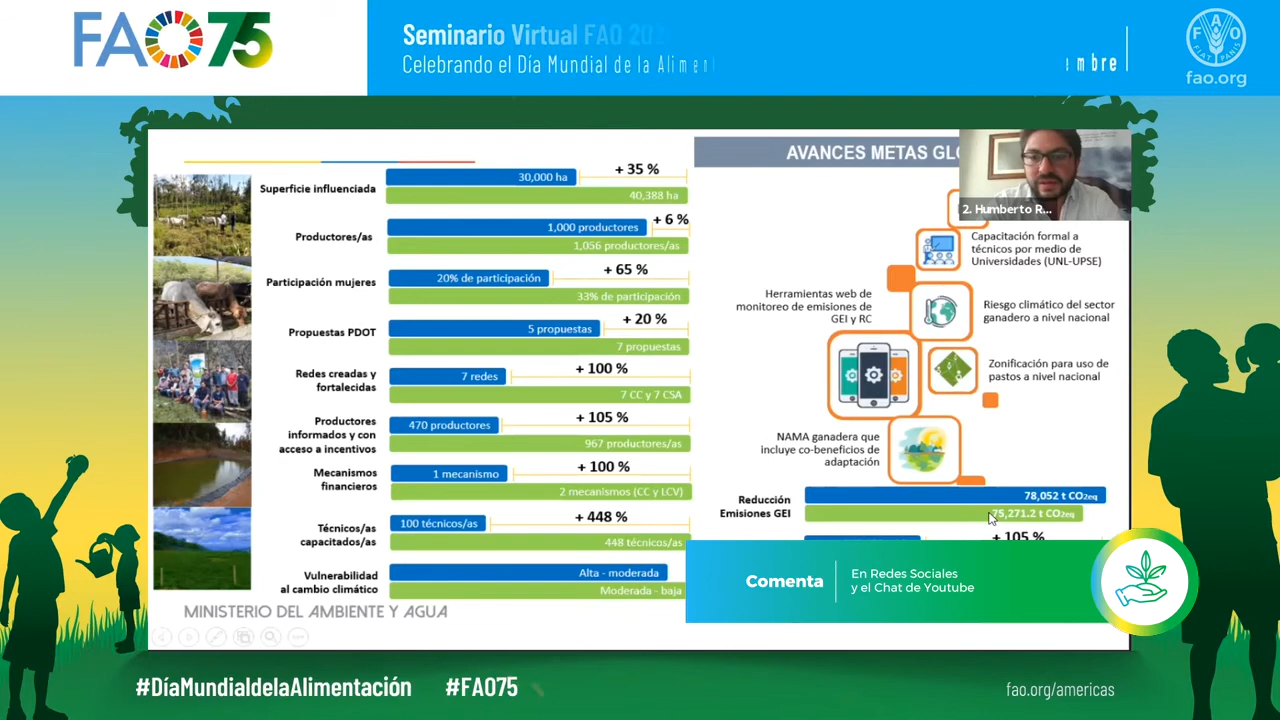 FAO75
Seminario Virtual FAO 202
Celebrando el Día Mundial de la Aliment
embre
fao.org
AVANCES METAS GLO
2. Humberto R...
Superficie influenciada
30,000 ha
+ 35 %
40,388 ha
Productores/as
1,000 productores
+ 6 %
1,056 productores/as
Participación mujeres
20% de participación
+ 65 %
33% de participación
Propuestas PDOT
5 propuestas
+ 20 %
7 propuestas
Redes creadas y
fortalecidas
7 redes
+ 100 %
7 CC y 7 CSA
Productores
informados y con
acceso a incentivos
470 productores
+ 105 %
967 productores/as
Mecanismos
financieros
1 mecanismo
+ 100 %
2 mecanismos (CC y LCV)
Técnicos/as
capacitados/as
100 técnicos/as
+ 448 %
448 técnicos/as
Vulnerabilidad
al cambio climático
Alta - moderada
Moderada - baja
MINISTERIO DEL AMBIENTE Y AGUA
Capacitación formal a
técnicos por medio de
Universidades (UNL-UPSE)
Herramientas web de
monitoreo de emisiones de
GEI y RC
Riesgo climático del sector
ganadero a nivel nacional
Zonificación para uso de
pastos a nivel nacional
NAMA ganadera que
incluye co-beneficios de
adaptación
Reducción
Emisiones GEI
78,052 t CO2eq
75,271.2 t CO2eq
+ 105 %
Comenta
En Redes Sociales
y el Chat de Youtube
#DíaMundialdelaAlimentación
#FAO75
fao.org/americas